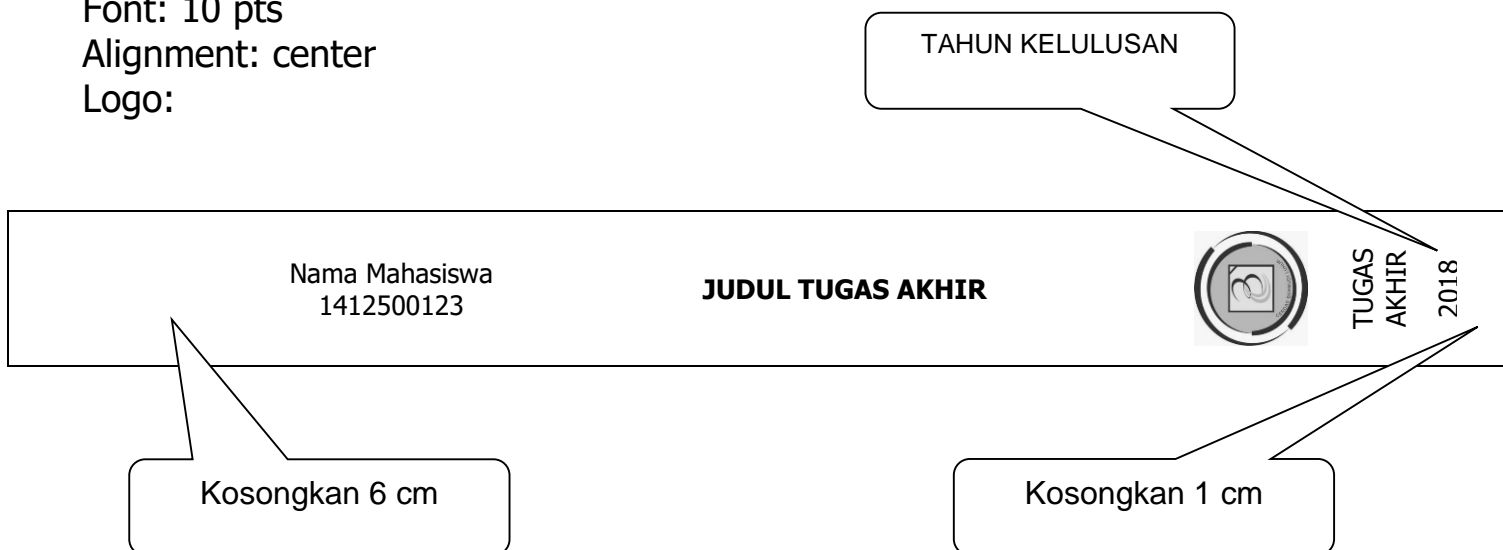 Font: 10 pts
Alignment: center
Logo:
TAHUN KELULUSAN
Nama Mahasiswa
1412500123
JUDUL TUGAS AKHIR
TUGAS
AKHIR
2018
Kosongkan 6 cm
Kosongkan 1 cm